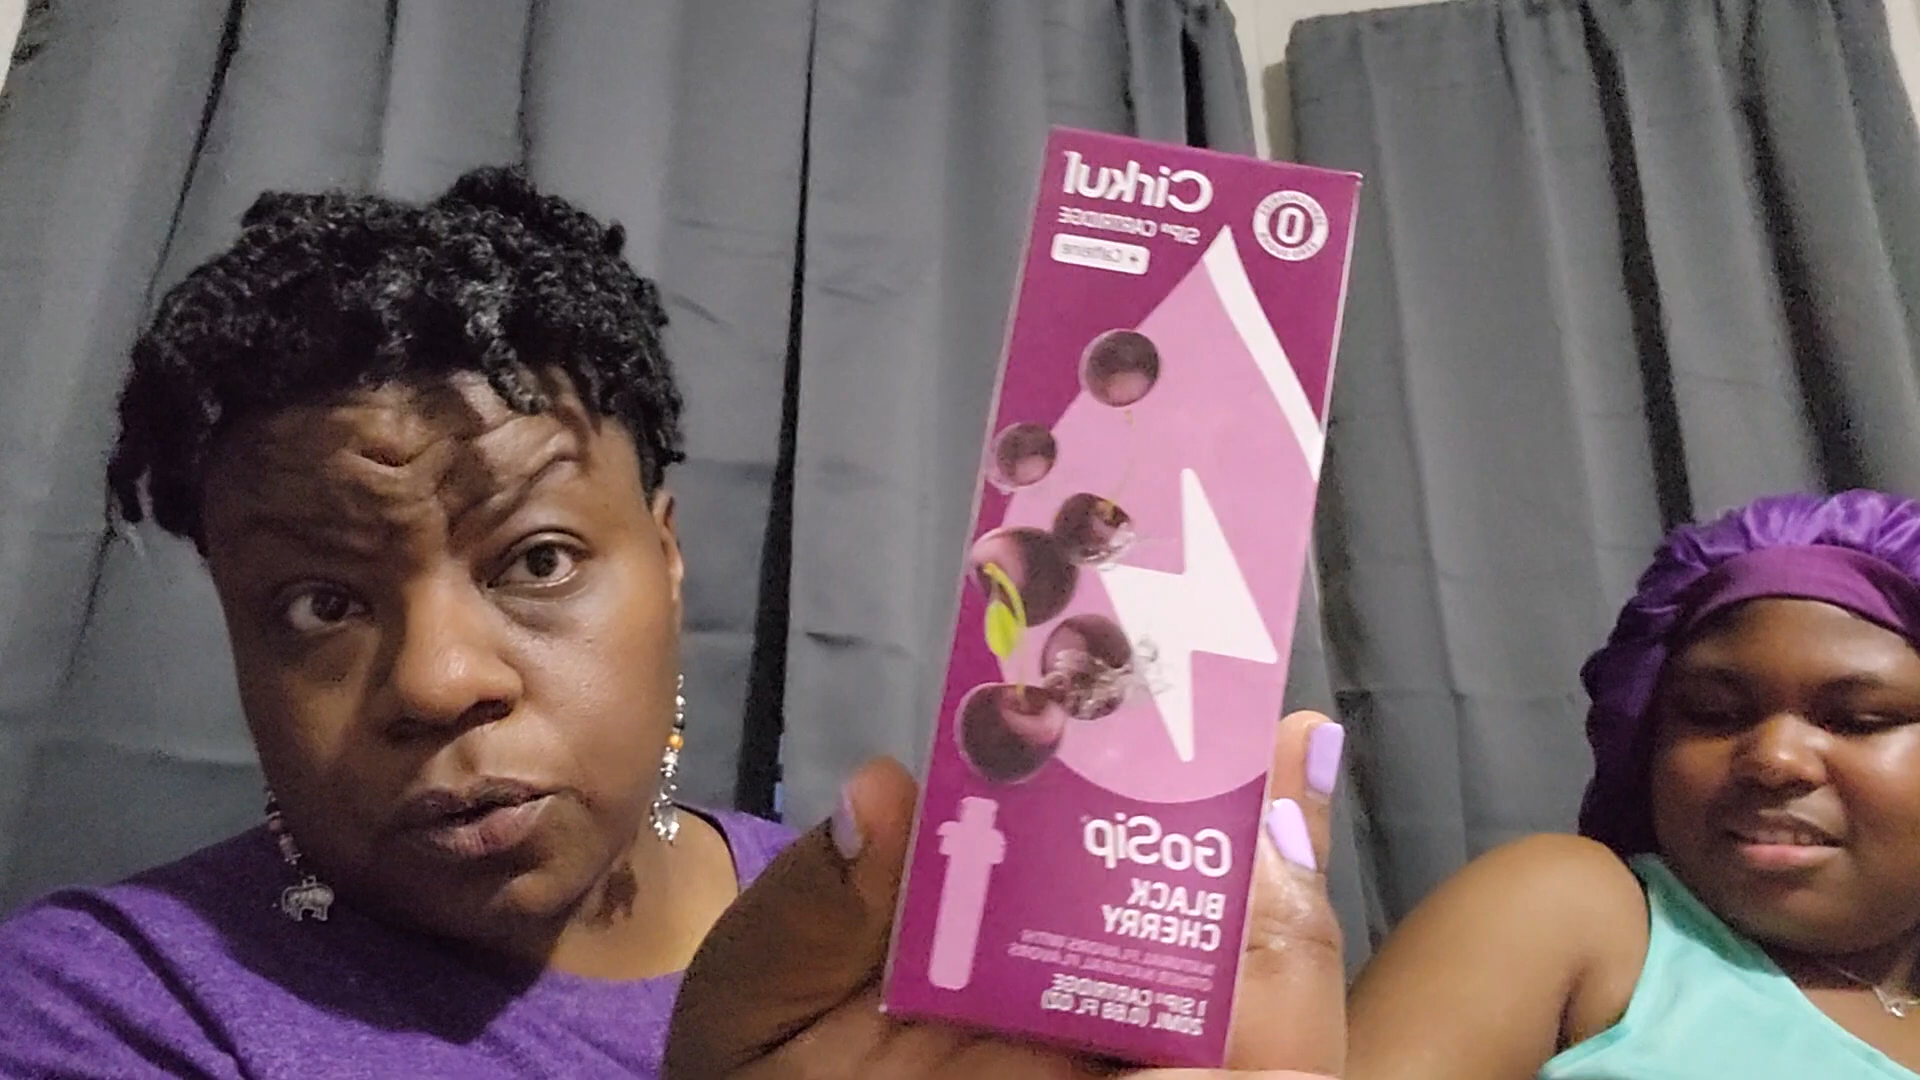 Cirkul
SIP® CARTRIDGE
+ Caffeine
0
GoSip®
BLACK
CHERRY
NATURAL FLAVORS WITH
OTHER NATURAL FLAVORS
1 SIP® CARTRIDGE
20ML (0.68 FL OZ)